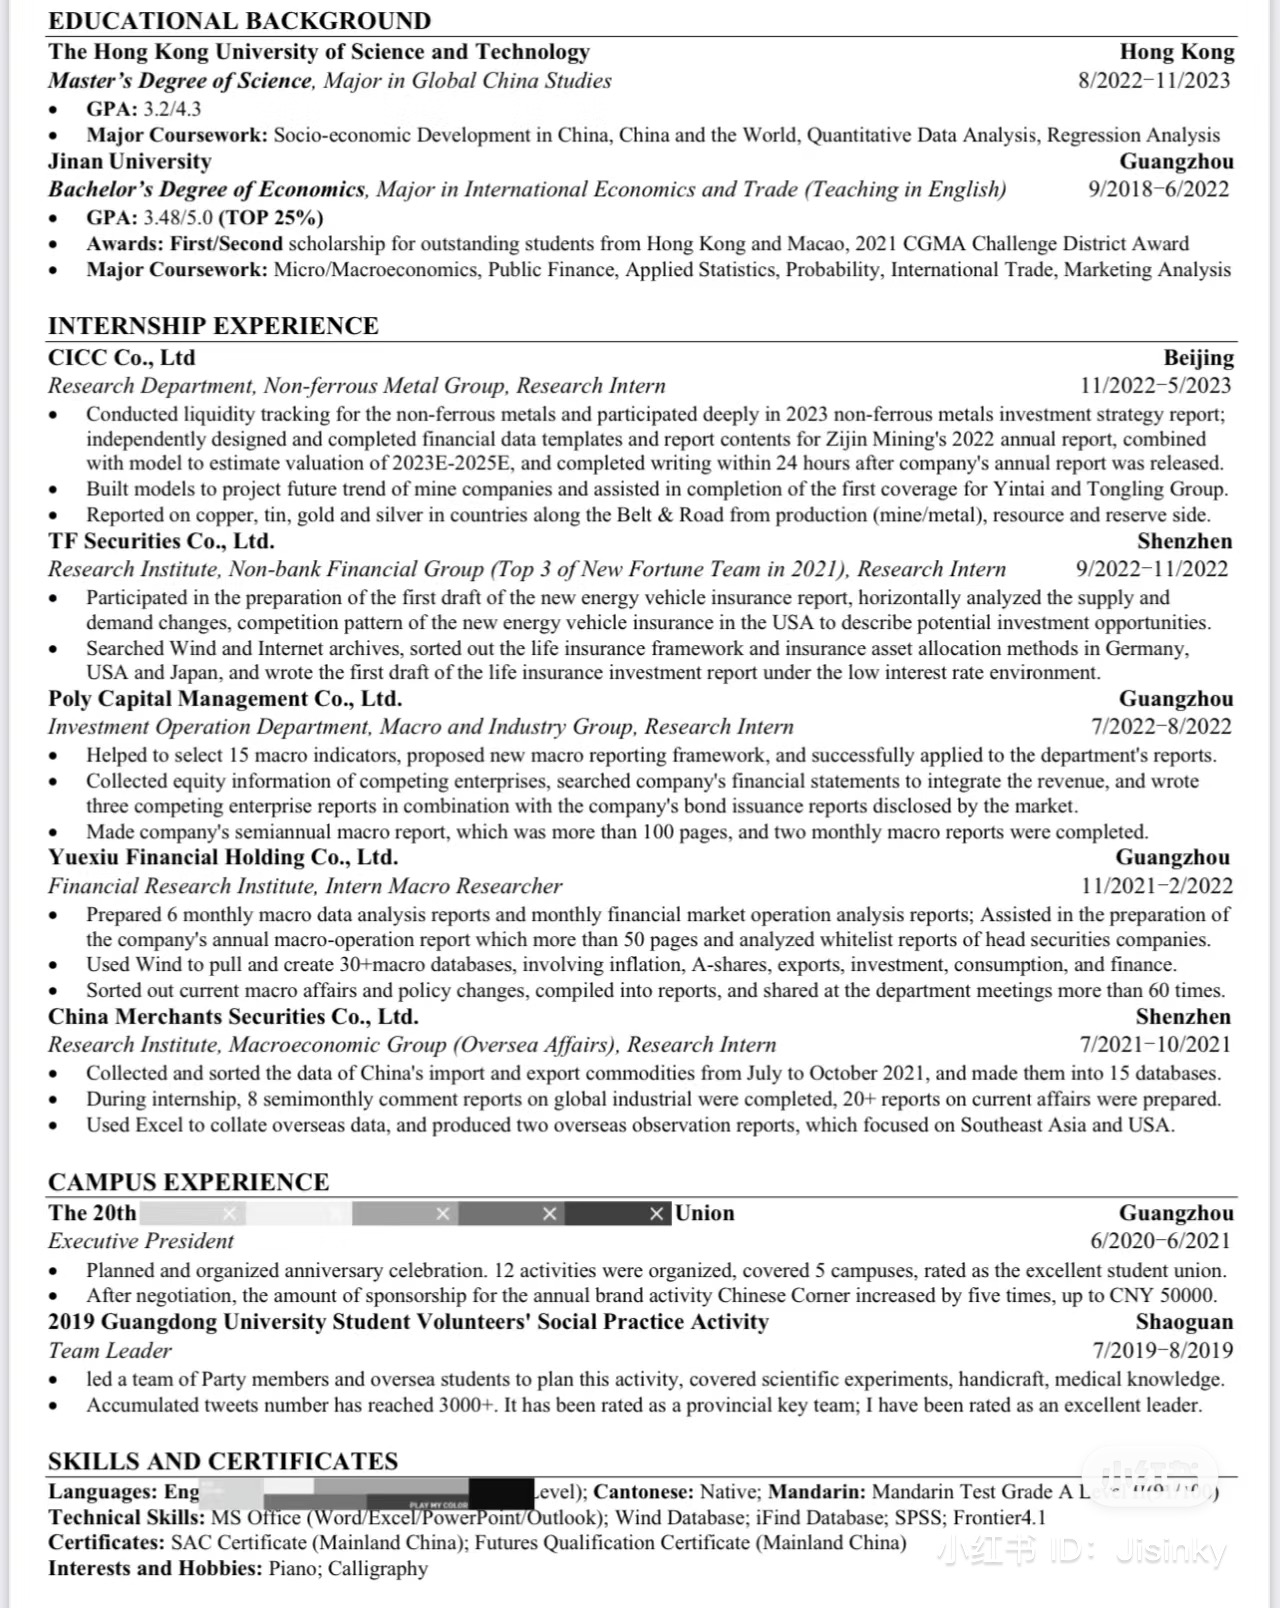 EDUCATIONAL BACKGROUND
The Hong Kong University of Science and Technology Hong Kong
Master's Degree of Science, Major in Global China Studies 8/2022−11/2023
• GPA: 3.2/4.3
• Major Coursework: Socio-economic Development in China, China and the World, Quantitative Data Analysis, Regression Analysis
Jinan University Guangzhou
Bachelor's Degree of Economics, Major in International Economics and Trade (Teaching in English) 9/2018−6/2022
• GPA: 3.48/5.0 (TOP 25%)
• Awards: First/Second scholarship for outstanding students from Hong Kong and Macao, 2021 CGMA Challenge District Award
• Major Coursework: Micro/Macroeconomics, Public Finance, Applied Statistics, Probability, International Trade, Marketing Analysis
INTERNSHIP EXPERIENCE
CICC Co., Ltd Beijing
Research Department, Non-ferrous Metal Group, Research Intern 11/2022−5/2023
• Conducted liquidity tracking for the non-ferrous metals and participated deeply in 2023 non-ferrous metals investment strategy report;
independently designed and completed financial data templates and report contents for Zijin Mining's 2022 annual report, combined
with model to estimate valuation of 2023E-2025E, and completed writing within 24 hours after company's annual report was released.
• Built models to project future trend of mine companies and assisted in completion of the first coverage for Yintai and Tongling Group.
• Reported on copper, tin, gold and silver in countries along the Belt & Road from production (mine/metal), resource and reserve side.
TF Securities Co., Ltd. Shenzhen
Research Institute, Non-bank Financial Group (Top 3 of New Fortune Team in 2021), Research Intern 9/2022−11/2022
• Participated in the preparation of the first draft of the new energy vehicle insurance report, horizontally analyzed the supply and
demand changes, competition pattern of the new energy vehicle insurance in the USA to describe potential investment opportunities.
• Searched Wind and Internet archives, sorted out the life insurance framework and insurance asset allocation methods in Germany,
USA and Japan, and wrote the first draft of the life insurance investment report under the low interest rate environment.
Poly Capital Management Co., Ltd. Guangzhou
Investment Operation Department, Macro and Industry Group, Research Intern 7/2022−8/2022
• Helped to select 15 macro indicators, proposed new macro reporting framework, and successfully applied to the department's reports.
• Collected equity information of competing enterprises, searched company's financial statements to integrate the revenue, and wrote
three competing enterprise reports in combination with the company's bond issuance reports disclosed by the market.
• Made company's semiannual macro report, which was more than 100 pages, and two monthly macro reports were completed.
Yuexiu Financial Holding Co., Ltd. Guangzhou
Financial Research Institute, Intern Macro Researcher 11/2021−2/2022
• Prepared 6 monthly macro data analysis reports and monthly financial market operation analysis reports; Assisted in the preparation of
the company's annual macro-operation report which more than 50 pages and analyzed whitelist reports of head securities companies.
• Used Wind to pull and create 30+macro databases, involving inflation, A-shares, exports, investment, consumption, and finance.
• Sorted out current macro affairs and policy changes, compiled into reports, and shared at the department meetings more than 60 times.
China Merchants Securities Co., Ltd. Shenzhen
Research Institute, Macroeconomic Group (Oversea Affairs), Research Intern 7/2021−10/2021
• Collected and sorted the data of China's import and export commodities from July to October 2021, and made them into 15 databases.
• During internship, 8 semimonthly comment reports on global industrial were completed, 20+ reports on current affairs were prepared.
• Used Excel to collate overseas data, and produced two overseas observation reports, which focused on Southeast Asia and USA.
CAMPUS EXPERIENCE
The 20th Union Guangzhou
Executive President 6/2020−6/2021
• Planned and organized anniversary celebration. 12 activities were organized, covered 5 campuses, rated as the excellent student union.
• After negotiation, the amount of sponsorship for the annual brand activity Chinese Corner increased by five times, up to CNY 50000.
2019 Guangdong University Student Volunteers' Social Practice Activity Shaoguan
Team Leader 7/2019−8/2019
• led a team of Party members and oversea students to plan this activity, covered scientific experiments, handicraft, medical knowledge.
• Accumulated tweets number has reached 3000+. It has been rated as a provincial key team; I have been rated as an excellent leader.
SKILLS AND CERTIFICATES
Languages: Eng Level); Cantonese: Native; Mandarin: Mandarin Test Grade A
PLAY MY COLOR
Technical Skills: MS Office (Word/Excel/PowerPoint/Outlook); Wind Database; iFind Database; SPSS; Frontier4.1
Certificates: SAC Certificate (Mainland China); Futures Qualification Certificate (Mainland China)
Interests and Hobbies: Piano; Calligraphy
小红书
小红书 ID: Jisinky